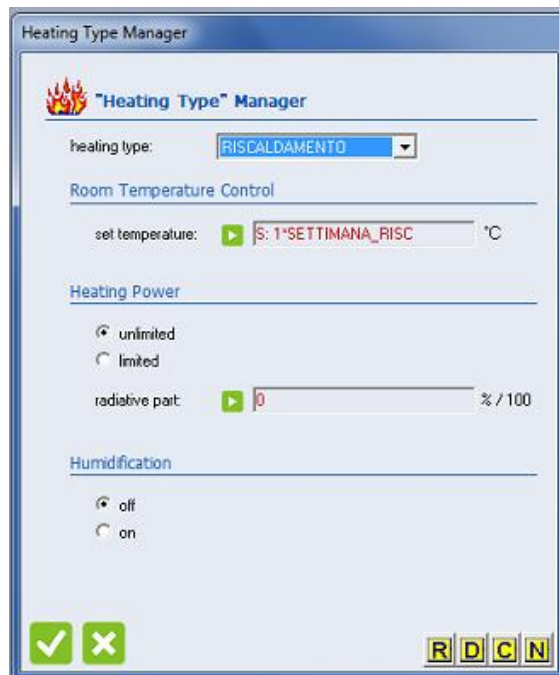 Heating Type Manager
"Heating Type" Manager
heating type: RISCALDAMENTO
Room Temperature Control
set temperature: S: 1*SETTIMANA_RISC °C
Heating Power
unlimited
limited
radiative part: 0 % / 100
Humidification
off
on
R D C N